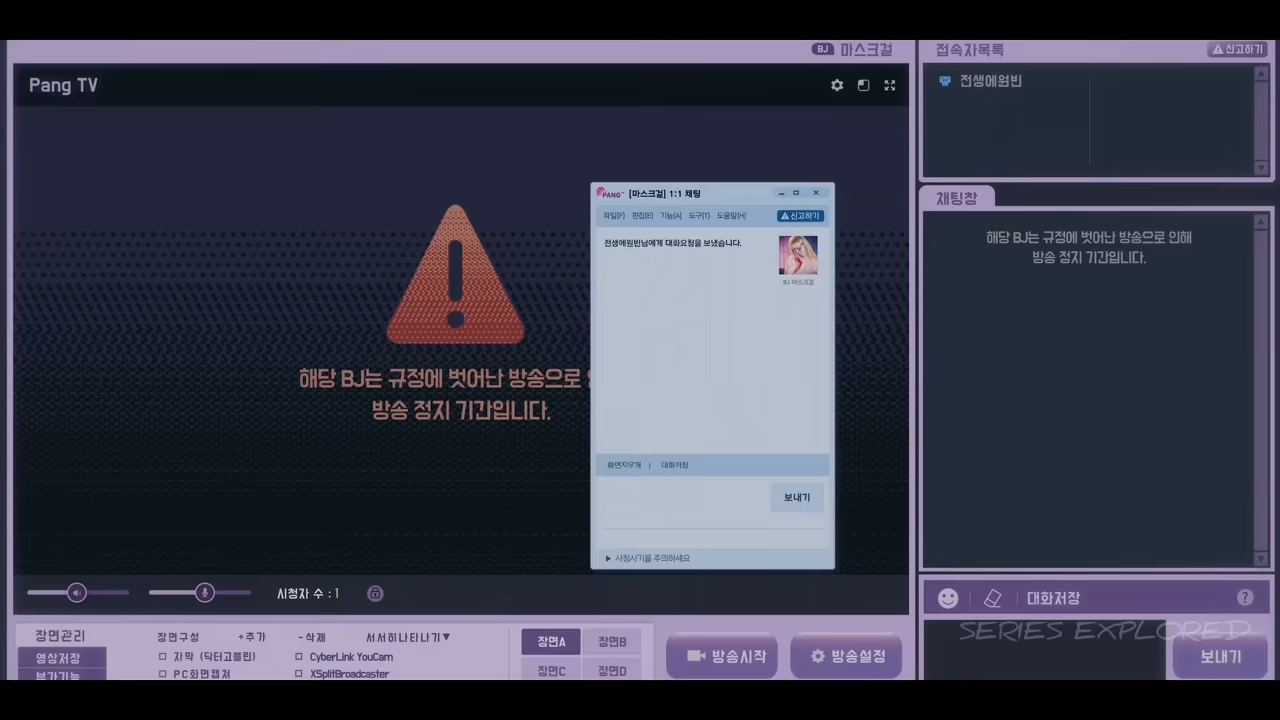 BJ 마스크걸
Pang TV
해당 BJ는 규정에 벗어난 방송으로
방송 정지 기간입니다.
PANG [마스크걸] 1:1 채팅
파일(F) 편집(E) 기능(A) 도구(T) 도움말(H) 신고하기
전생에원빈님에게 대화요청을 보냈습니다.
BJ 마스크걸
화면지우개 | 대화저장
보내기
사칭사기를 주의하세요
시청자 수 : 1
장면관리
영상저장
부가기능
장면구성 +추가 -삭제 서서히나타나기▼
자막 (닥터고블린) CyberLink YouCam
PC화면캡쳐 XSplitBroadcaster
장면A 장면B
장면C 장면D
방송시작 방송설정
접속자목록 신고하기
전생에원빈
채팅창
해당 BJ는 규정에 벗어난 방송으로 인해
방송 정지 기간입니다.
대화저장 ?
SERIES EXPLORED
보내기